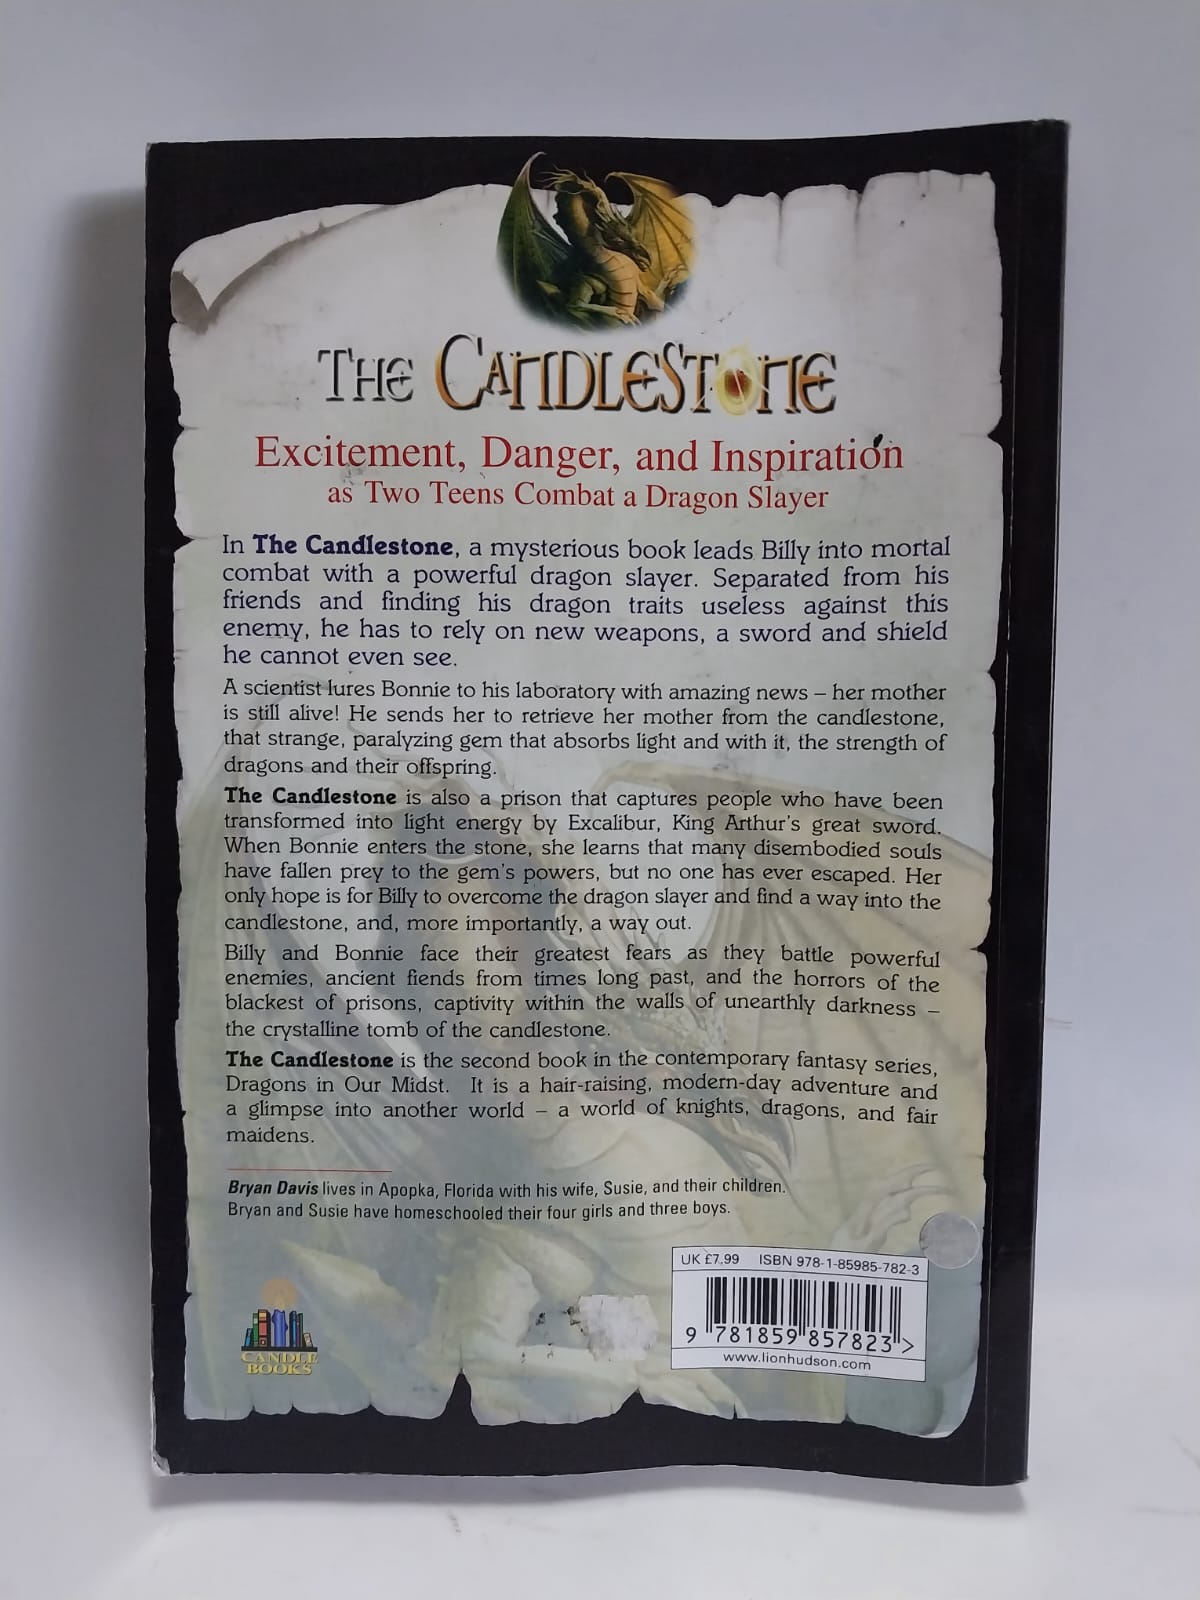 THE CANDLESTONE
Excitement, Danger, and Inspiration
as Two Teens Combat a Dragon Slayer
In The Candlestone, a mysterious book leads Billy into mortal
combat with a powerful dragon slayer. Separated from his
friends and finding his dragon traits useless against this
enemy, he has to rely on new weapons, a sword and shield
he cannot even see.
A scientist lures Bonnie to his laboratory with amazing news – her mother
is still alive! He sends her to retrieve her mother from the candlestone,
that strange, paralyzing gem that absorbs light and with it, the strength of
dragons and their offspring.
The Candlestone is also a prison that captures people who have been
transformed into light energy by Excalibur, King Arthur's great sword.
When Bonnie enters the stone, she learns that many disembodied souls
have fallen prey to the gem's powers, but no one has ever escaped. Her
only hope is for Billy to overcome the dragon slayer and find a way into the
candlestone, and, more importantly, a way out.
Billy and Bonnie face their greatest fears as they battle powerful
enemies, ancient fiends from times long past, and the horrors of the
blackest of prisons, captivity within the walls of unearthly darkness –
the crystalline tomb of the candlestone.
The Candlestone is the second book in the contemporary fantasy series,
Dragons in Our Midst. It is a hair-raising, modern-day adventure and
a glimpse into another world – a world of knights, dragons, and fair
maidens.
Bryan Davis lives in Apopka, Florida with his wife, Susie, and their children.
Bryan and Susie have homeschooled their four girls and three boys.
UK £7.99 ISBN 978-1-85985-782-3
9 781859 857823 >
www.lionhudson.com
CANDLE
BOOKS